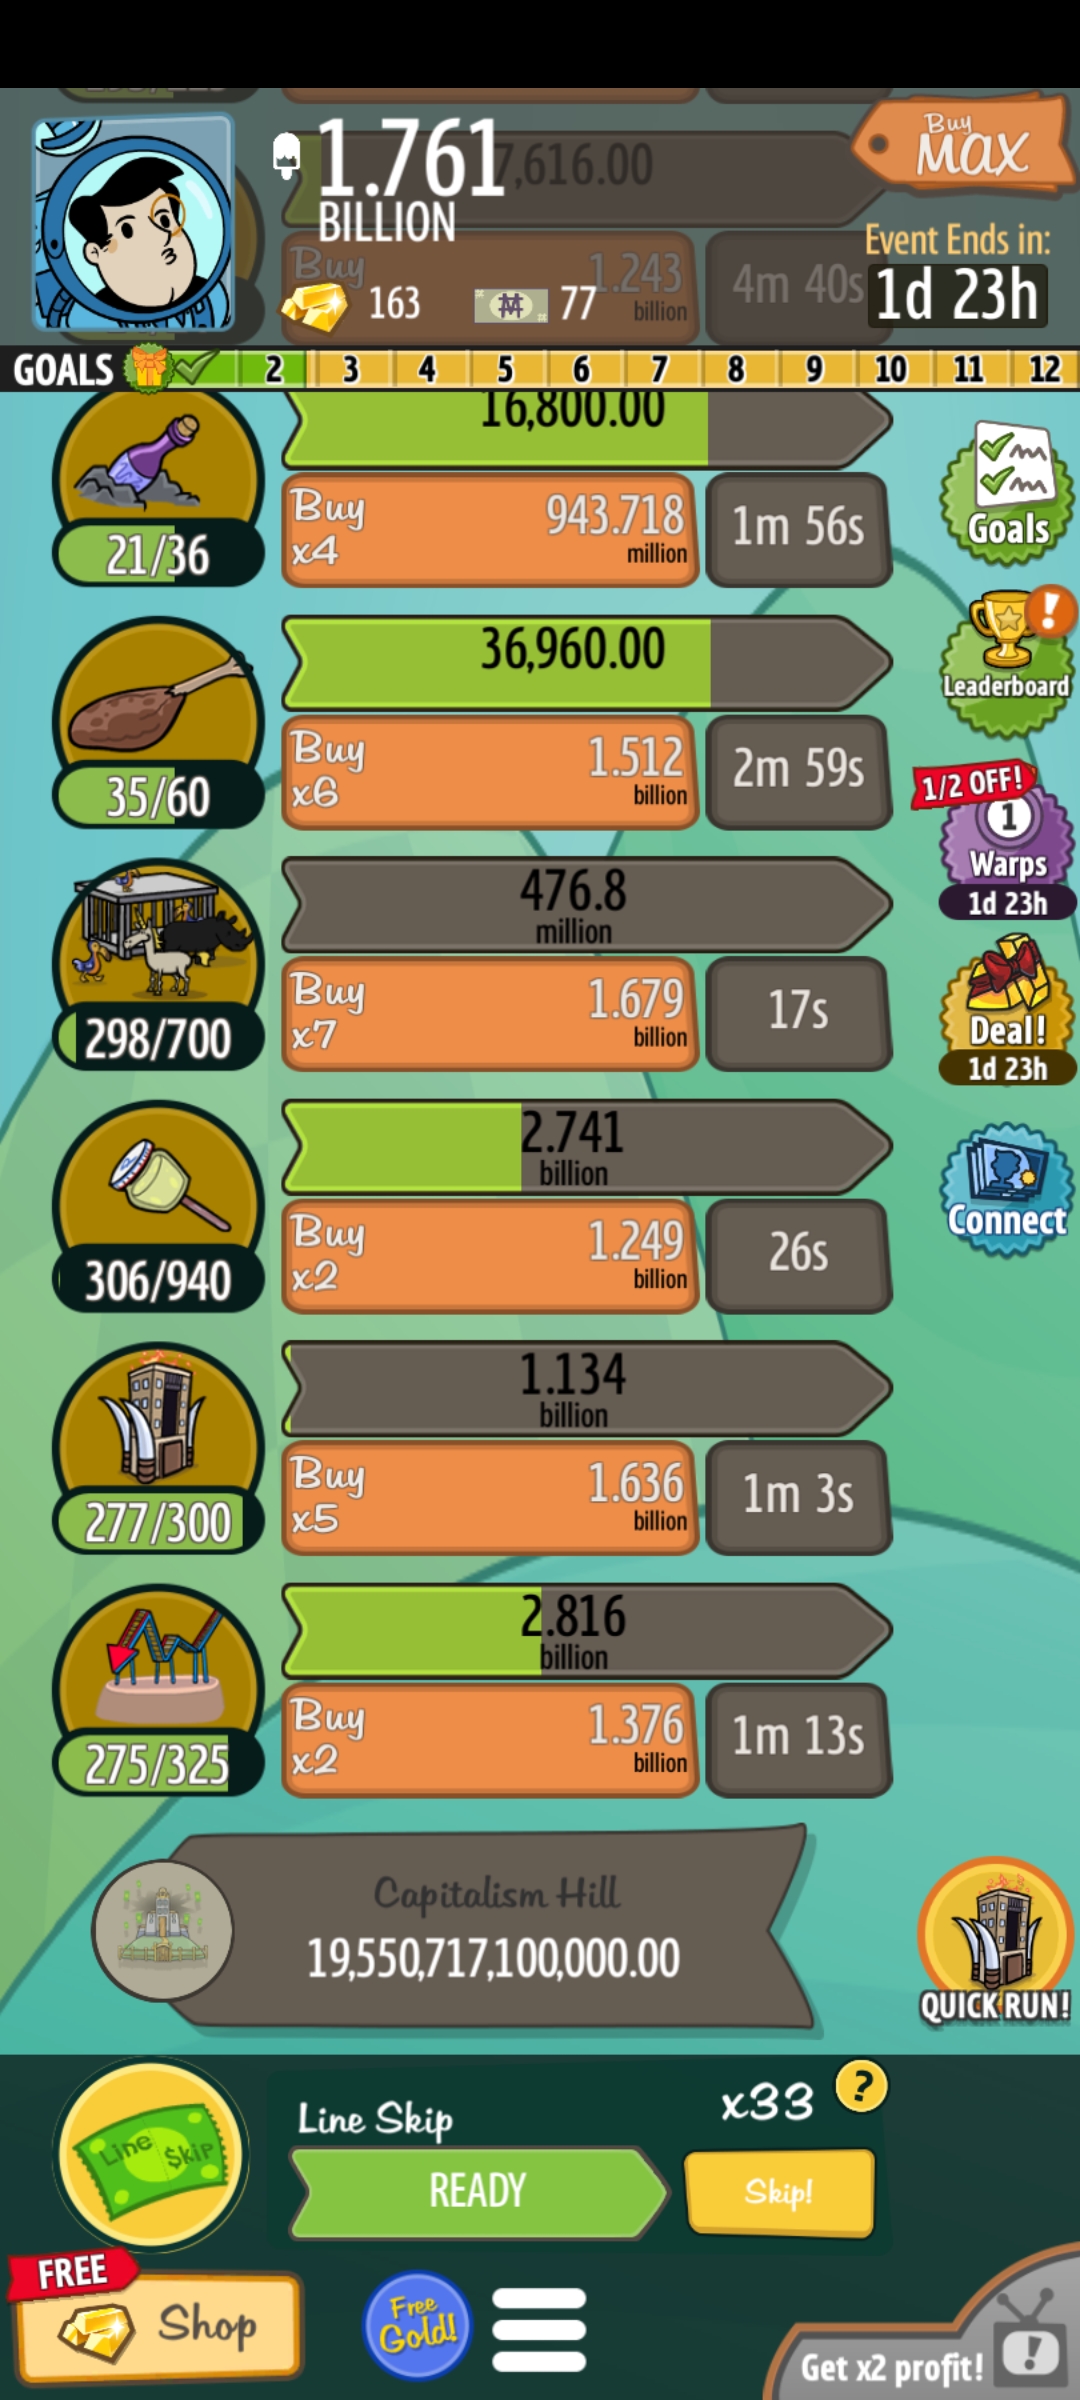 1.761
BILLION
7,616.00
Buy
MAX
Buy
1.243
billion
4m 40s
163
77
Event Ends in:
1d 23h
GOALS 2 3 4 5 6 7 8 9 10 11 12
16,800.00
Buy
x4
943.718
million
1m 56s
21/36
Goals
36,960.00
Buy
x6
1.512
billion
2m 59s
35/60
!
Leaderboard
1/2 OFF!
1
Warps
1d 23h
476.8
million
Buy
x7
1.679
billion
17s
298/700
Deal!
1d 23h
2.741
billion
Buy
x2
1.249
billion
26s
306/940
Connect
1.134
billion
Buy
x5
1.636
billion
1m 3s
277/300
2.816
billion
Buy
x2
1.376
billion
1m 13s
275/325
Capitalism Hill
19,550,717,100,000.00
QUICK RUN!
Line $kip
Line Skip
x33
?
READY
Skip!
FREE
Shop
Free
Gold!
Get x2 profit!
!